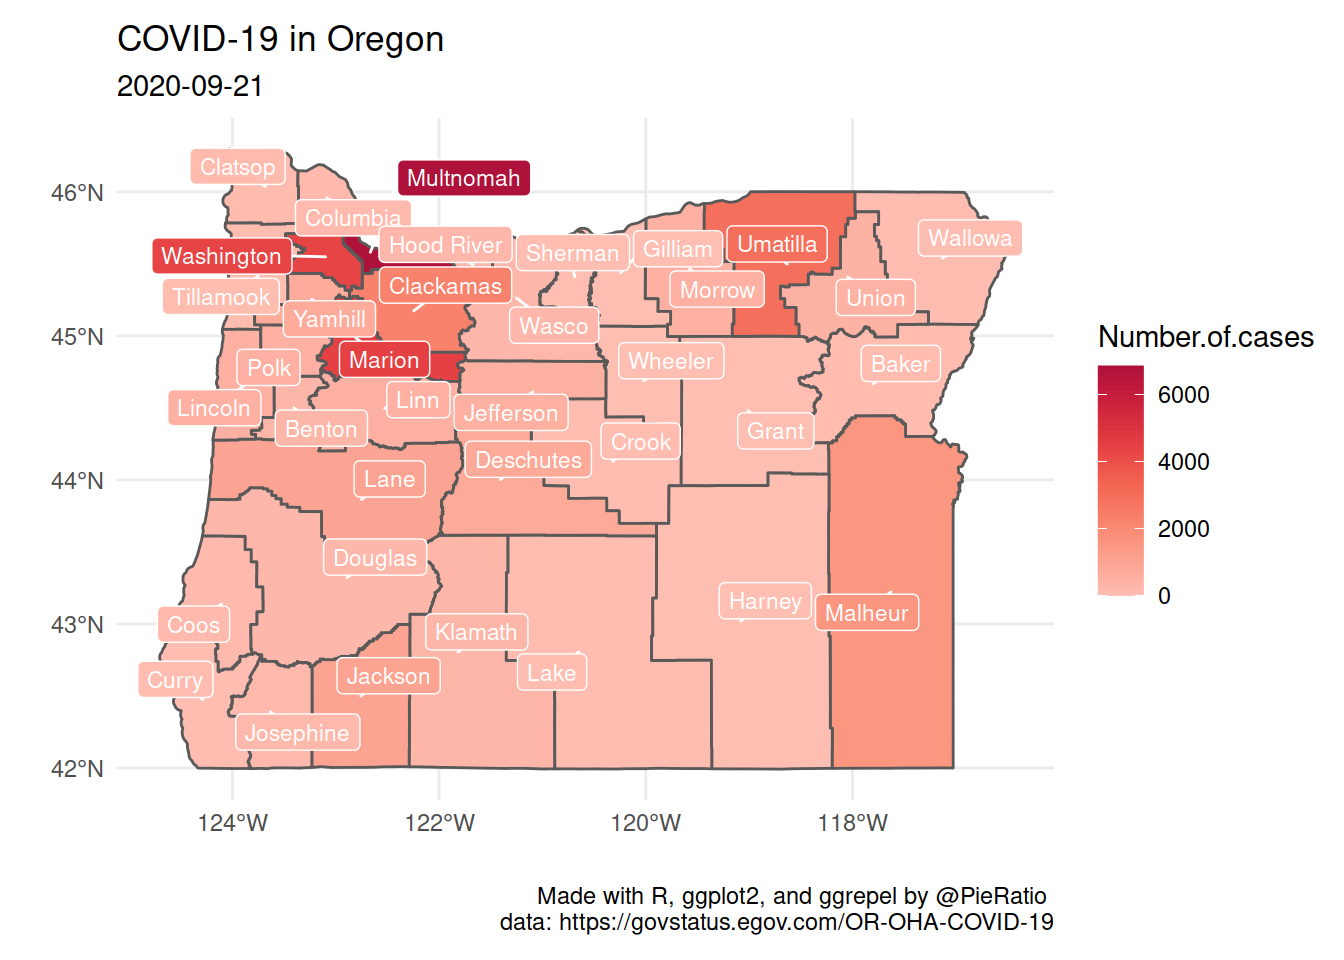 COVID-19 in Oregon
2020-09-21
46°N
45°N
44°N
43°N
42°N
124°W
122°W
120°W
118°W
Clatsop
Multnomah
Columbia
Washington
Hood River
Sherman
Gilliam
Umatilla
Wallowa
Tillamook
Clackamas
Morrow
Union
Yamhill
Wasco
Marion
Wheeler
Baker
Polk
Lincoln
Linn
Jefferson
Benton
Crook
Grant
Deschutes
Lane
Douglas
Harney
Malheur
Coos
Klamath
Curry
Jackson
Lake
Josephine
Number.of.cases
6000
4000
2000
0
Made with R, ggplot2, and ggrepel by @PieRatio
data: https://govstatus.egov.com/OR-OHA-COVID-19